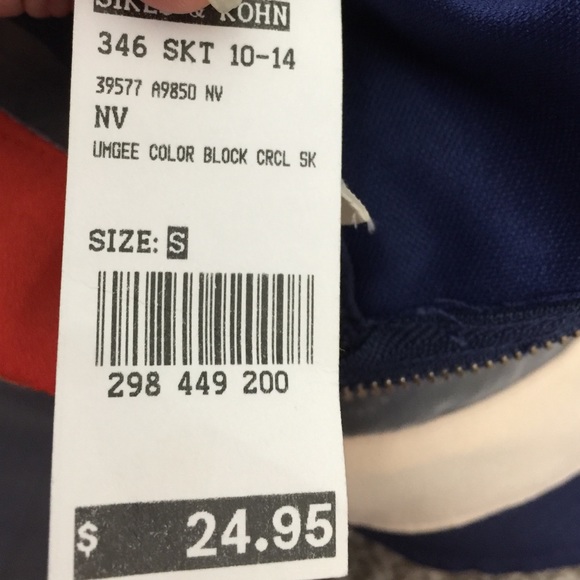 & KOHN
346 SKT 10-14
39577 A9850 NV
NV
UMGEE COLOR BLOCK CRCL SK
SIZE: S
298 449 200
$ 24.95